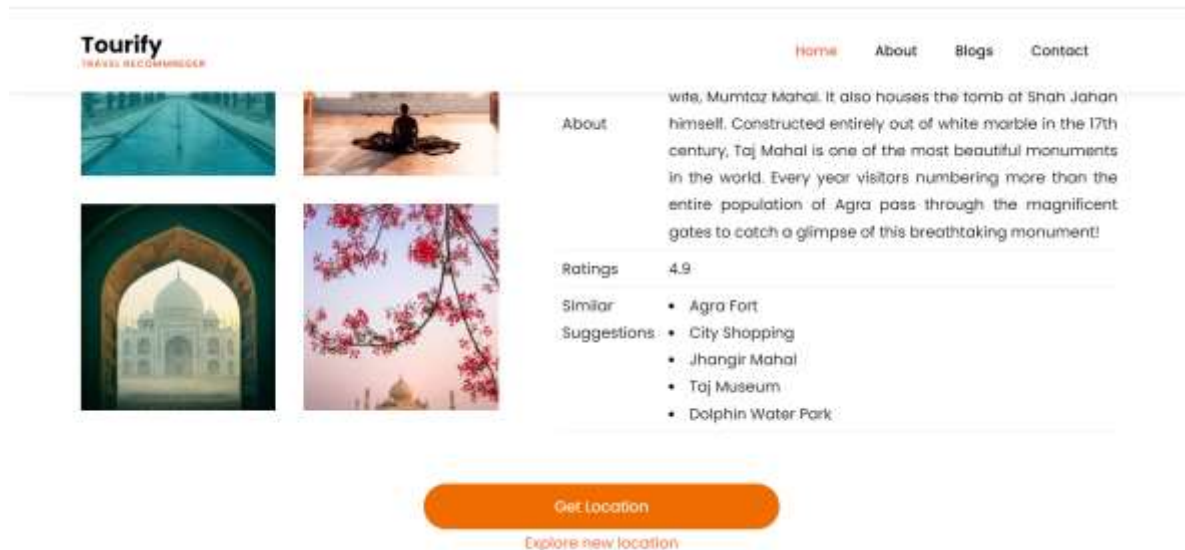 Tourify
TRAVEL RECOMMNEGER
Home About Blogs Contact
wife, Mumtaz Mahal. It also houses the tomb of Shah Jahan
About himself. Constructed entirely out of white marble in the 17th
century, Taj Mahal is one of the most beautiful monuments
in the world. Every year visitors numbering more than the
entire population of Agra pass through the magnificent
gates to catch a glimpse of this breathtaking monument!
Ratings 4.9
Similar
Suggestions
• Agra Fort
• City Shopping
• Jhangir Mahal
• Taj Museum
• Dolphin Water Park
Get Location
Explore new location